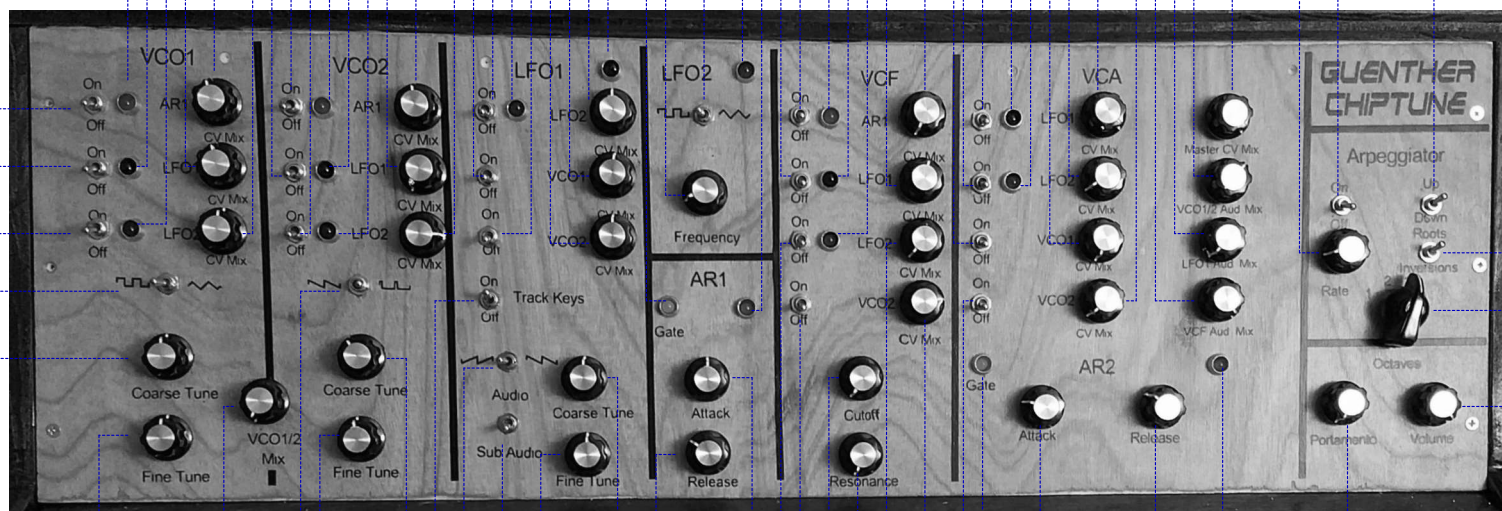 VCO1
On
Off
AR1
CV Mix
On
Off
LFO1
CV Mix
On
Off
LFO2
CV Mix
Coarse Tune
Fine Tune
VCO1/2
Mix
VCO2
On
Off
AR1
CV Mix
On
Off
LFO1
CV Mix
On
Off
LFO2
CV Mix
Coarse Tune
Fine Tune
LFO1
On
Off
LFO2
CV Mix
On
Off
VCO1
CV Mix
On
Off
VCO2
CV Mix
On
Off
Track Keys
Audio
Sub Audio
Coarse Tune
Fine Tune
LFO2
Frequency
AR1
Gate
Attack
Release
VCF
On
Off
AR1
CV Mix
On
Off
LFO1
CV Mix
On
Off
LFO2
CV Mix
On
Off
VCO2
CV Mix
Cutoff
Resonance
VCA
On
Off
LFO1
CV Mix
On
Off
LFO2
CV Mix
On
Off
VCO1
CV Mix
On
Off
VCO2
CV Mix
Master CV Mix
VCO1/2 Aud Mix
LFO1 Aud Mix
VCF Aud Mix
AR2
Gate
Attack
Release
GUENTHER
CHIPTUNE
Arpeggiator
On
Off
Up
Down
Roots
Inversions
Rate
1
2
Octaves
Portamento
Volume